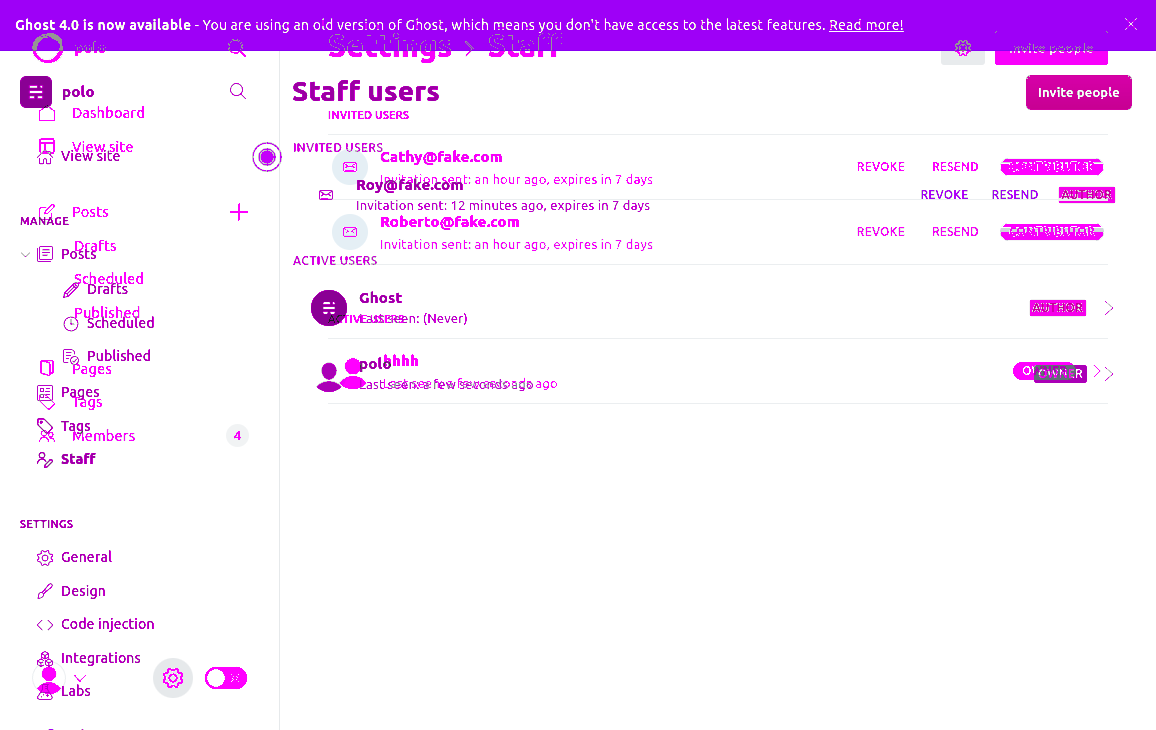 Ghost 4.0 is now available - You are using an old version of Ghost, which means you don't have access to the latest features. Read more!
polo
Settings > Staff
Invite people
polo
Staff users
Invite people
Dashboard
INVITED USERS
View site
View site
INVITED USERS
Cathy@fake.com
Invitation sent: an hour ago, expires in 7 days
REVOKE RESEND CONTRIBUTOR
Roy@fake.com
Invitation sent: 12 minutes ago, expires in 7 days
REVOKE RESEND AUTHOR
Posts
MANAGE
Roberto@fake.com
Invitation sent: an hour ago, expires in 7 days
REVOKE RESEND CONTRIBUTOR
Drafts
Posts
ACTIVE USERS
Scheduled
Drafts
Ghost
Last seen: (Never)
AUTHOR
Published
Scheduled
ACTIVE USERS
Published
Pages
polo
hhhh
Last seen: a few seconds ago
OWNER
Pages
Tags
Tags
Members
4
Staff
SETTINGS
General
Design
Code injection
Integrations
Labs